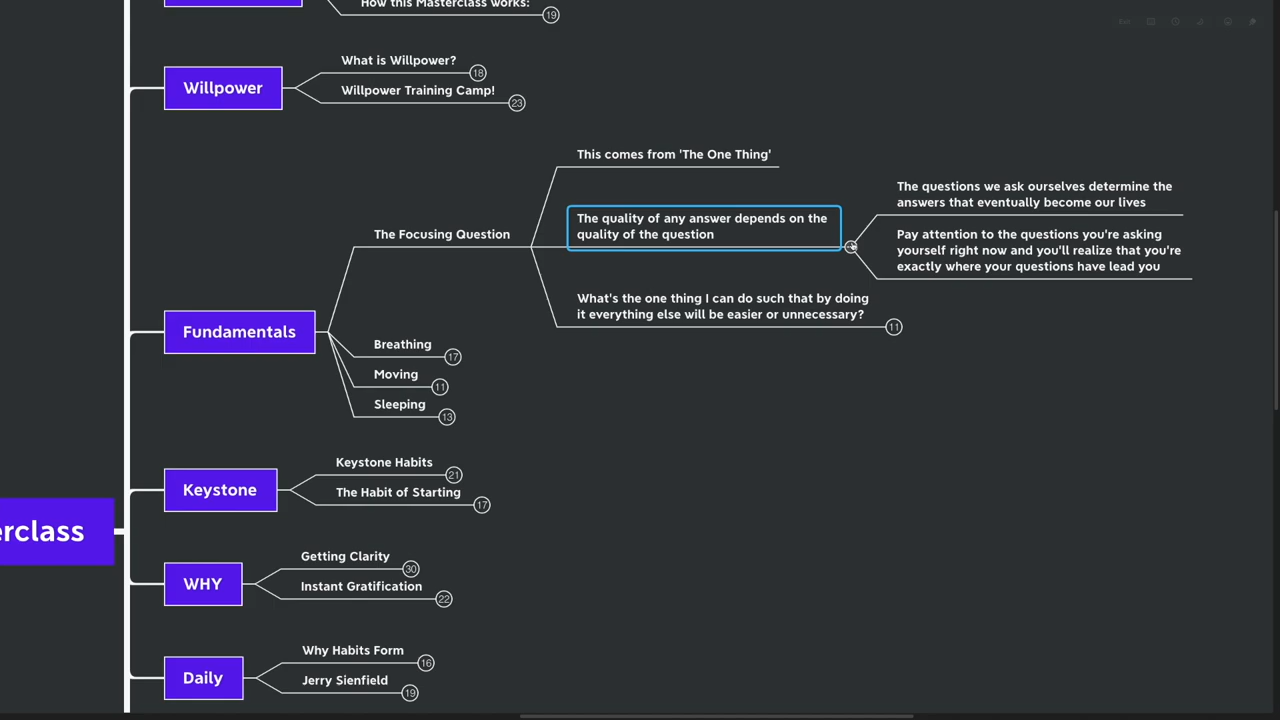 How this Masterclass works:
19
Willpower
What is Willpower?
18
Willpower Training Camp!
23
This comes from 'The One Thing'
The quality of any answer depends on the
quality of the question
The questions we ask ourselves determine the
answers that eventually become our lives
Pay attention to the questions you're asking
yourself right now and you'll realize that you're
exactly where your questions have lead you
The Focusing Question
What's the one thing I can do such that by doing
it everything else will be easier or unnecessary?
11
Fundamentals
Breathing
17
Moving
11
Sleeping
13
Keystone
Keystone Habits
21
The Habit of Starting
17
erclass
WHY
Getting Clarity
30
Instant Gratification
22
Daily
Why Habits Form
16
Jerry Sienfield
19